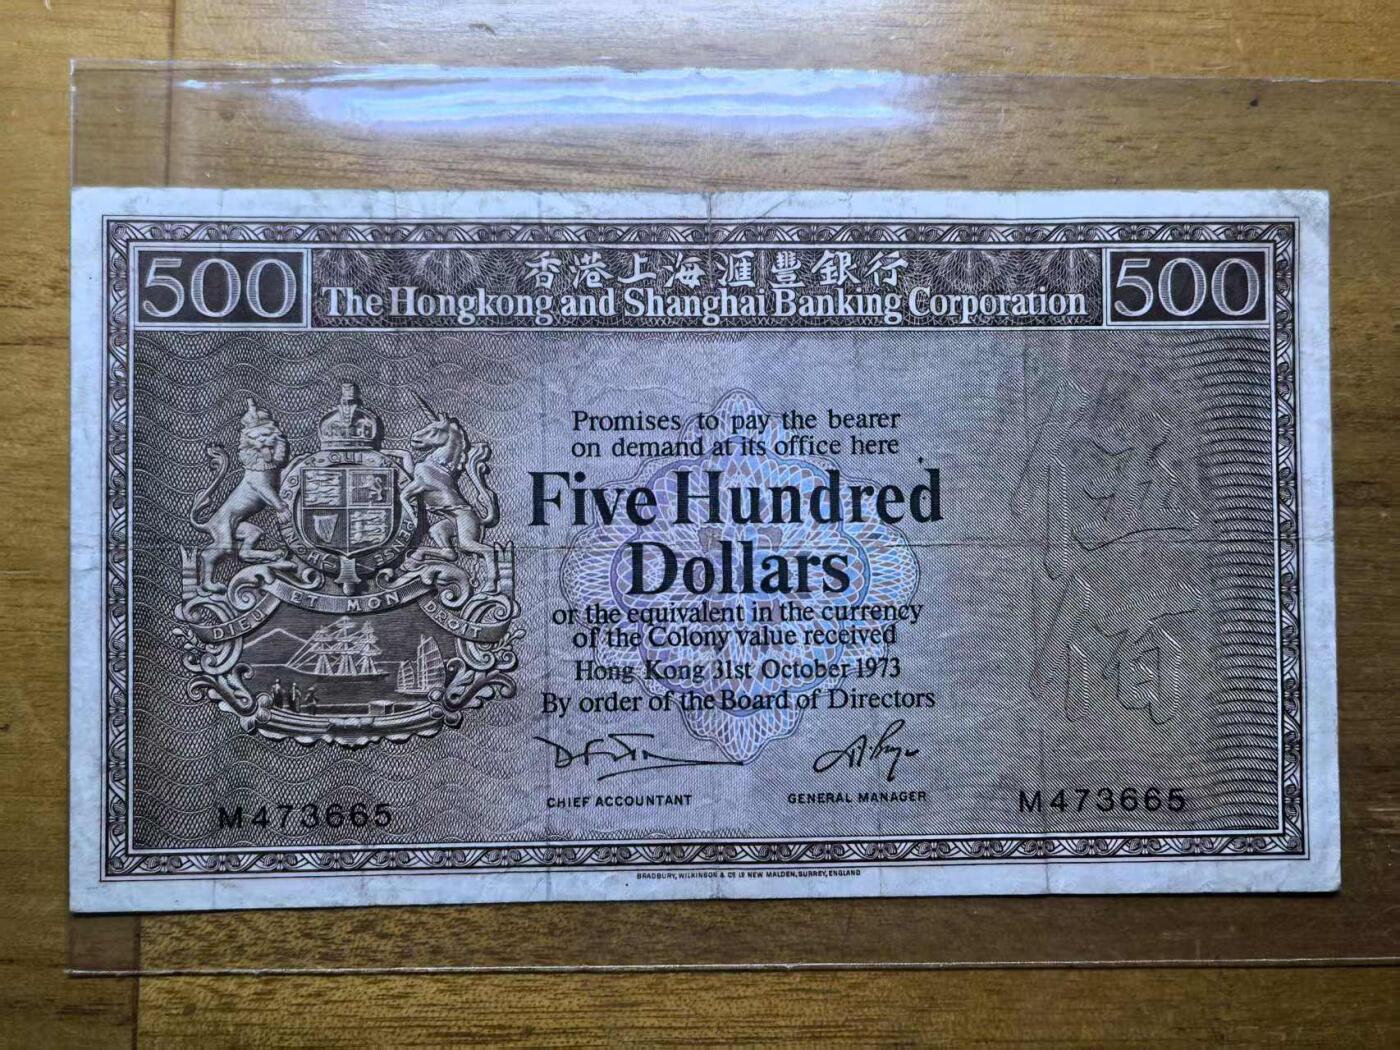 500
香港上海滙豐銀行
500
The Hongkong and Shanghai Banking Corporation
Promises to pay the bearer
on demand at its office here
Five Hundred
Dollars
or the equivalent in the currency
of the Colony value received
Hong Kong 31st October 1973
By order of the Board of Directors
伍
佰
DIEU ET MON DROIT
CHIEF ACCOUNTANT
GENERAL MANAGER
M473665
M473665
BRADBURY, WILKINSON & Co Ld NEW MALDEN, SURREY, ENGLAND